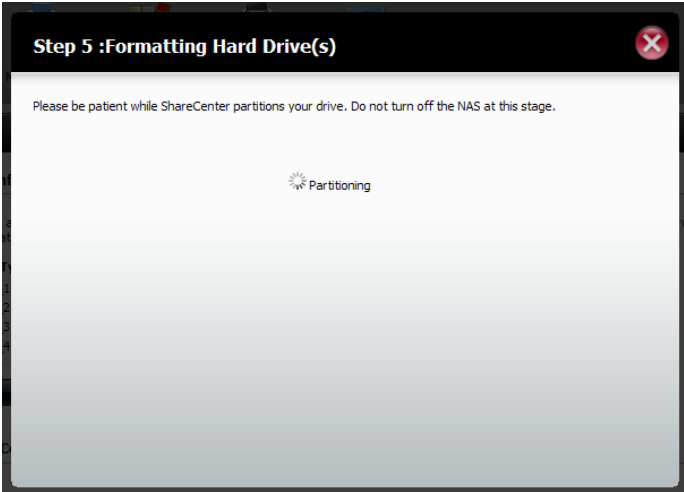 Step 5 :Formatting Hard Drive(s)
Please be patient while ShareCenter partitions your drive. Do not turn off the NAS at this stage.
Partitioning